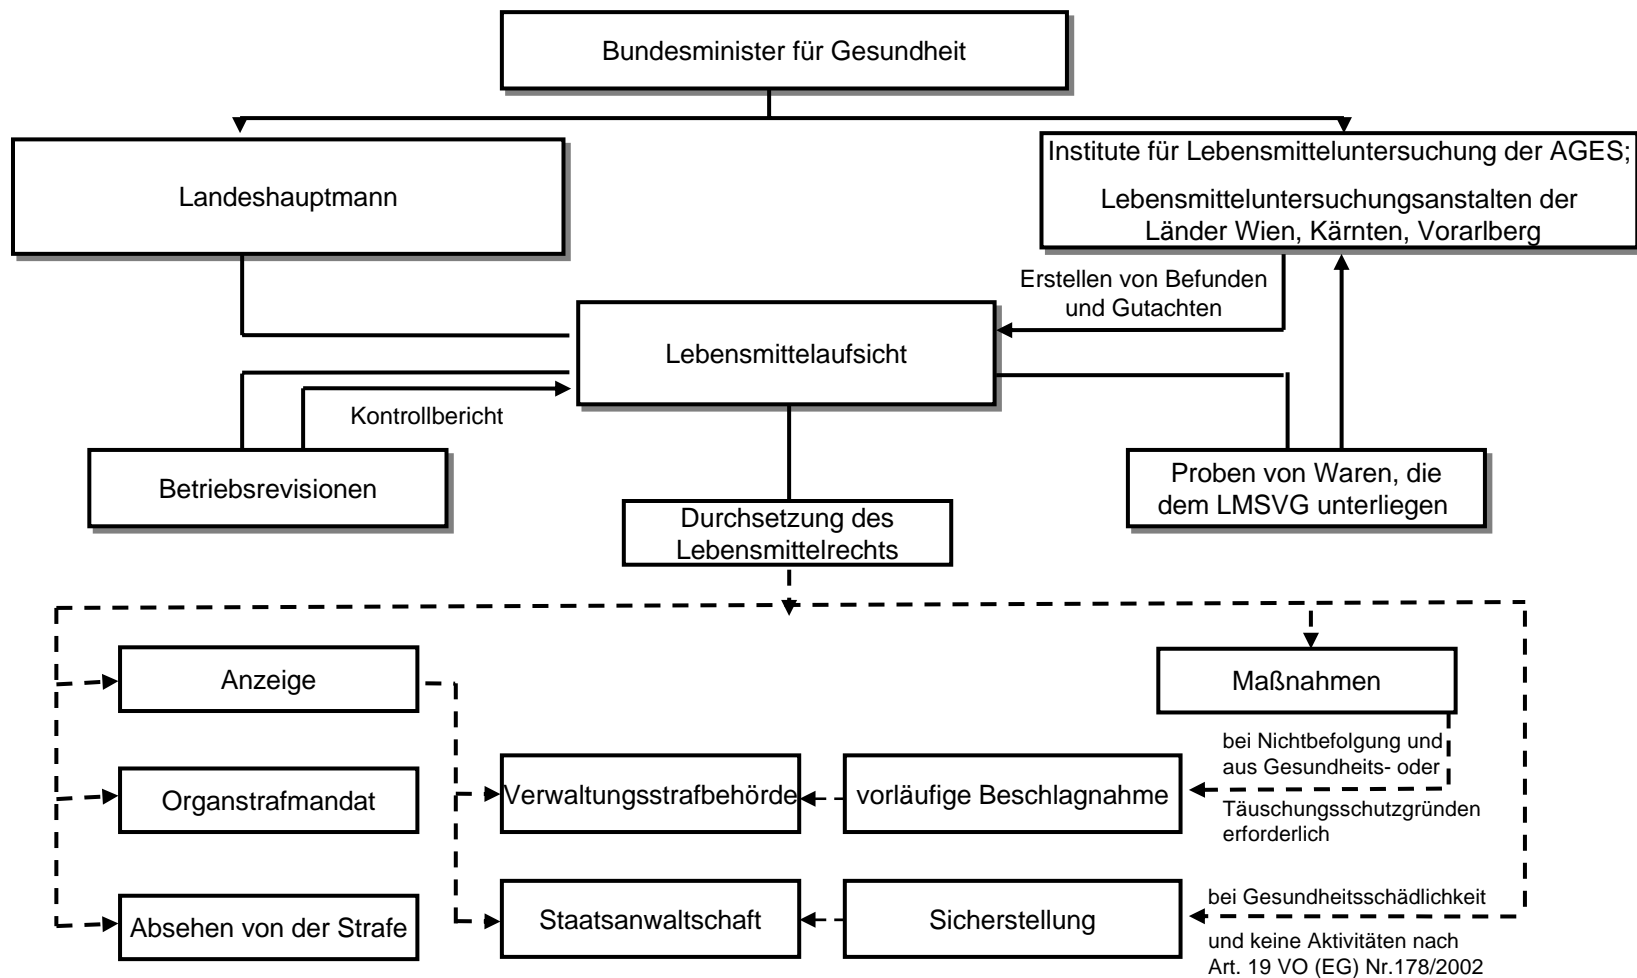 Bundesminister für Gesundheit
Landeshauptmann
Institute für Lebensmitteluntersuchung der AGES;
Lebensmitteluntersuchungsanstalten der
Länder Wien, Kärnten, Vorarlberg
Erstellen von Befunden
und Gutachten
Lebensmittelaufsicht
Kontrollbericht
Betriebsrevisionen
Proben von Waren, die
dem LMSVG unterliegen
Durchsetzung des
Lebensmittelrechts
Anzeige
Maßnahmen
bei Nichtbefolgung und
aus Gesundheits- oder
Täuschungsschutzgründen
erforderlich
Organstrafmandat
Verwaltungsstrafbehörde
vorläufige Beschlagnahme
Absehen von der Strafe
Staatsanwaltschaft
Sicherstellung
bei Gesundheitsschädlichkeit
und keine Aktivitäten nach
Art. 19 VO (EG) Nr.178/2002